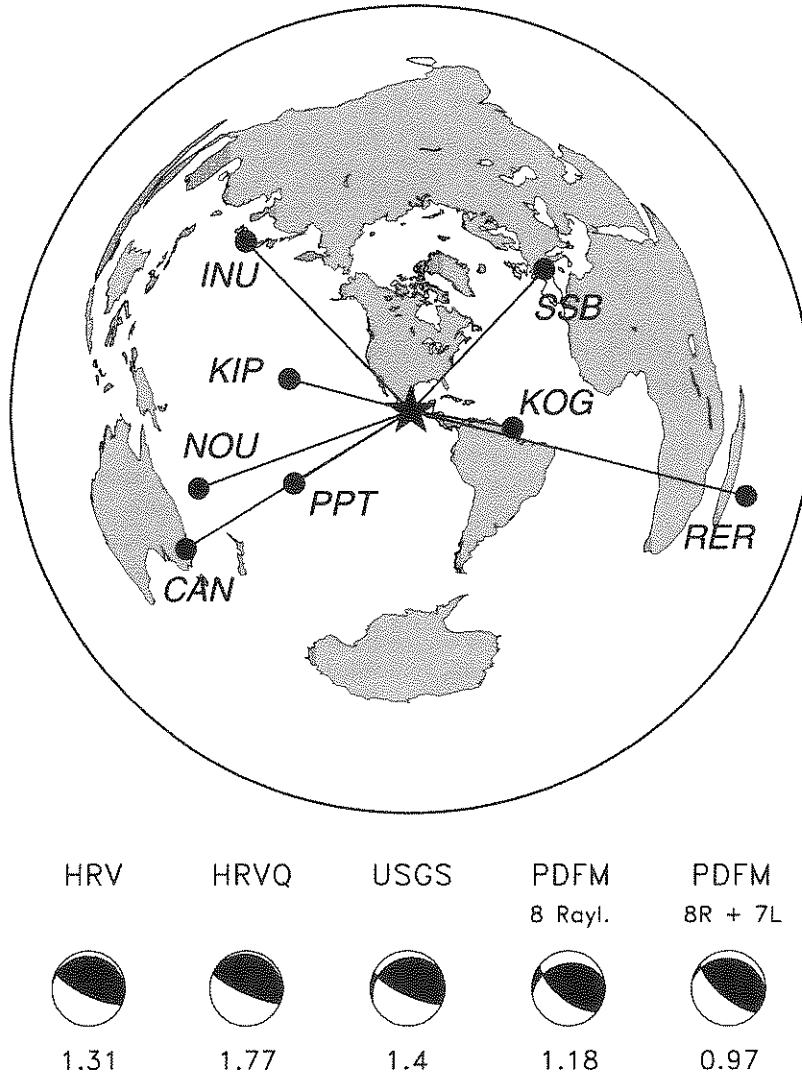 INU
SSB
KIP
KOG
NOU
PPT
RER
CAN
HRV HRVQ USGS PDFM PDFM
8 Rayl. 8R + 7L
1.31 1.77 1.4 1.18 0.97